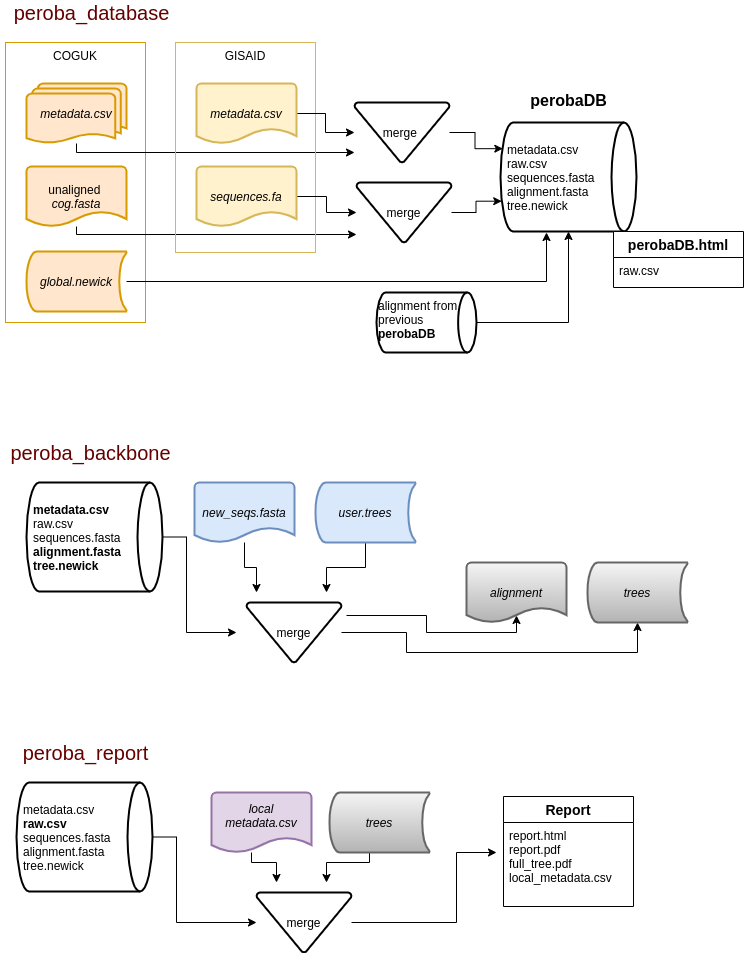 peroba_database
COGUK
GISAID
metadata.csv
metadata.csv
merge
perobaDB
metadata.csv
raw.csv
sequences.fasta
alignment.fasta
tree.newick
unaligned
cog.fasta
sequences.fa
merge
perobaDB.html
raw.csv
global.newick
alignment from
previous
perobaDB
peroba_backbone
metadata.csv
raw.csv
sequences.fasta
alignment.fasta
tree.newick
new_seqs.fasta
user.trees
merge
alignment
trees
peroba_report
metadata.csv
raw.csv
sequences.fasta
alignment.fasta
tree.newick
local
metadata.csv
trees
merge
Report
report.html
report.pdf
full_tree.pdf
local_metadata.csv